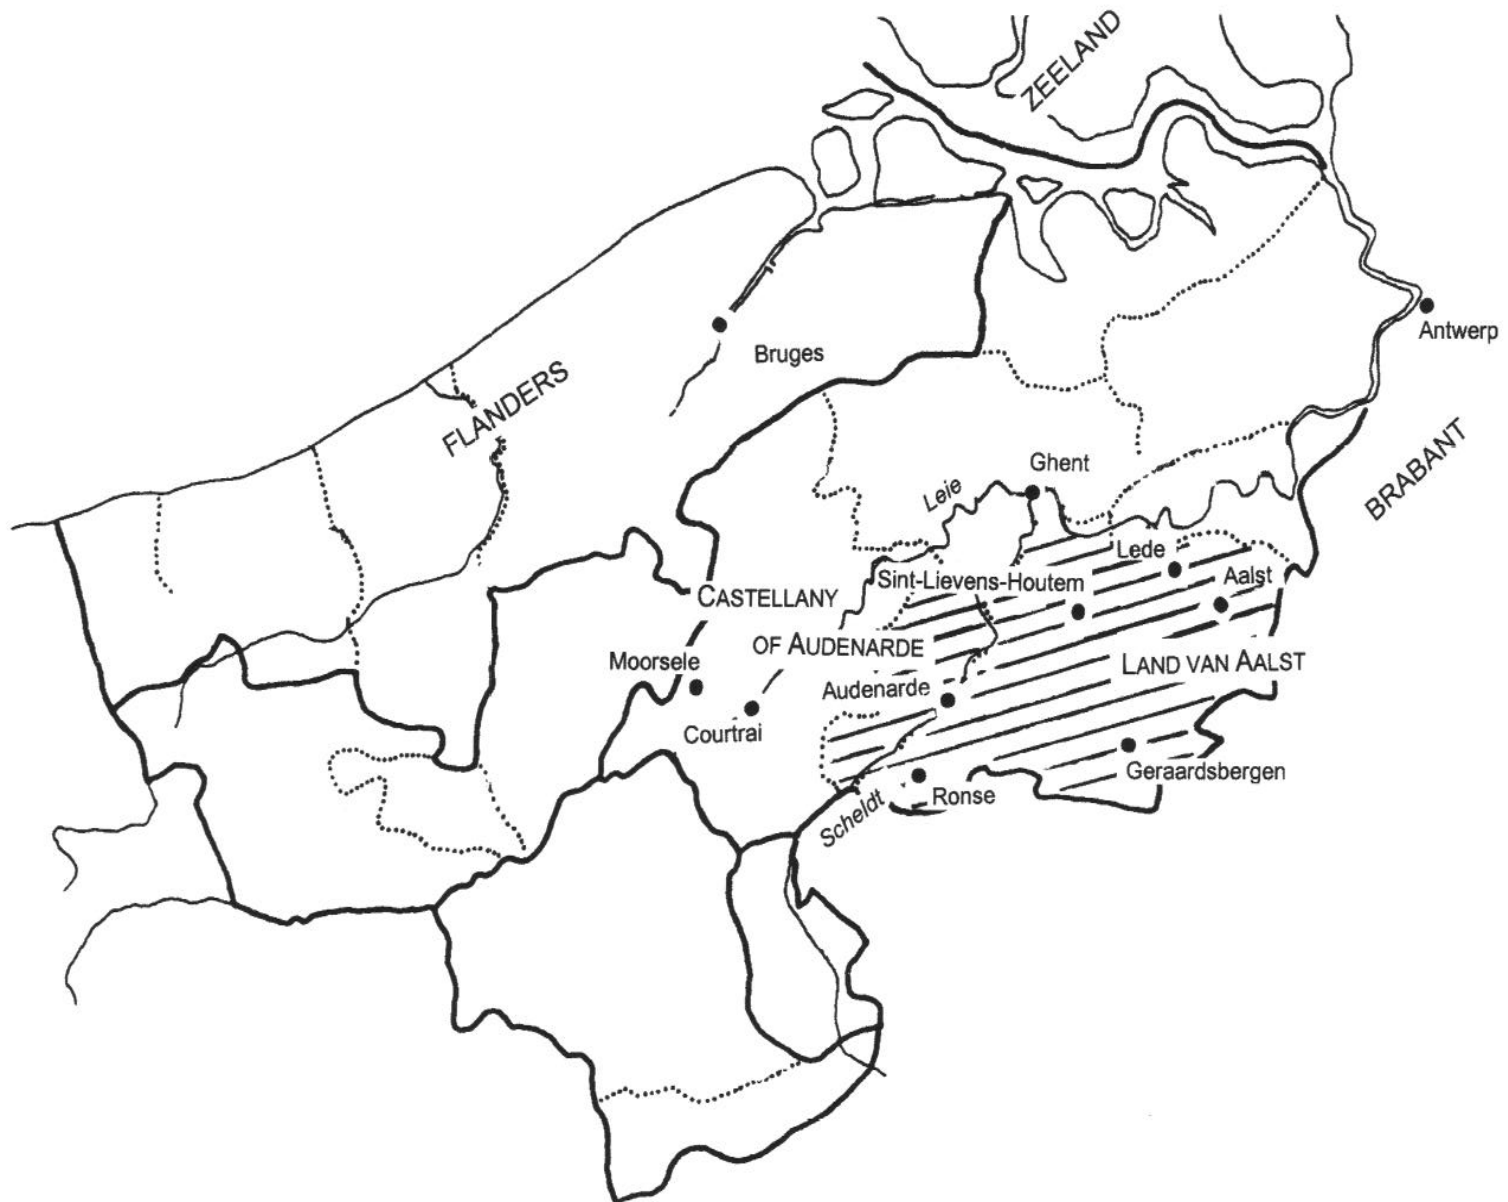 ZEELAND
Antwerp
Bruges
FLANDERS
BRABANT
Ghent
Leie
Lede
Sint-Lievens-Houtem
Aalst
CASTELLANY
OF AUDENARDE
LAND VAN AALST
Moorsele
Audenarde
Courtrai
Geraardsbergen
Ronse
Scheldt